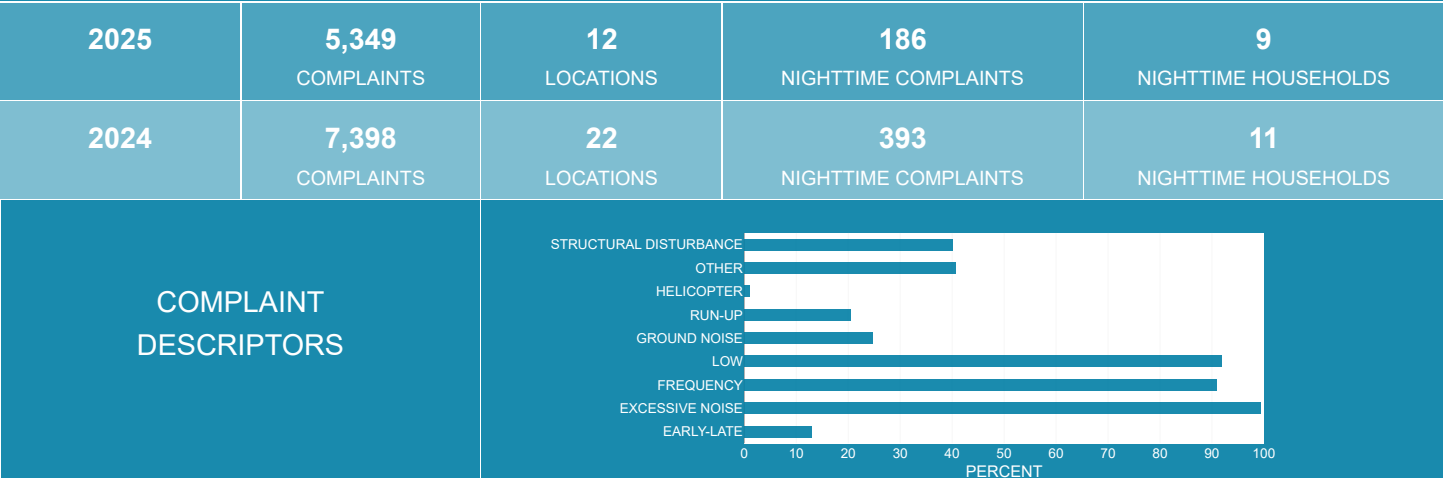 2025
5,349
COMPLAINTS
12
LOCATIONS
186
NIGHTTIME COMPLAINTS
9
NIGHTTIME HOUSEHOLDS
2024
7,398
COMPLAINTS
22
LOCATIONS
393
NIGHTTIME COMPLAINTS
11
NIGHTTIME HOUSEHOLDS
COMPLAINT
DESCRIPTORS
STRUCTURAL DISTURBANCE
OTHER
HELICOPTER
RUN-UP
GROUND NOISE
LOW
FREQUENCY
EXCESSIVE NOISE
EARLY-LATE
0 10 20 30 40 50 60 70 80 90 100
PERCENT